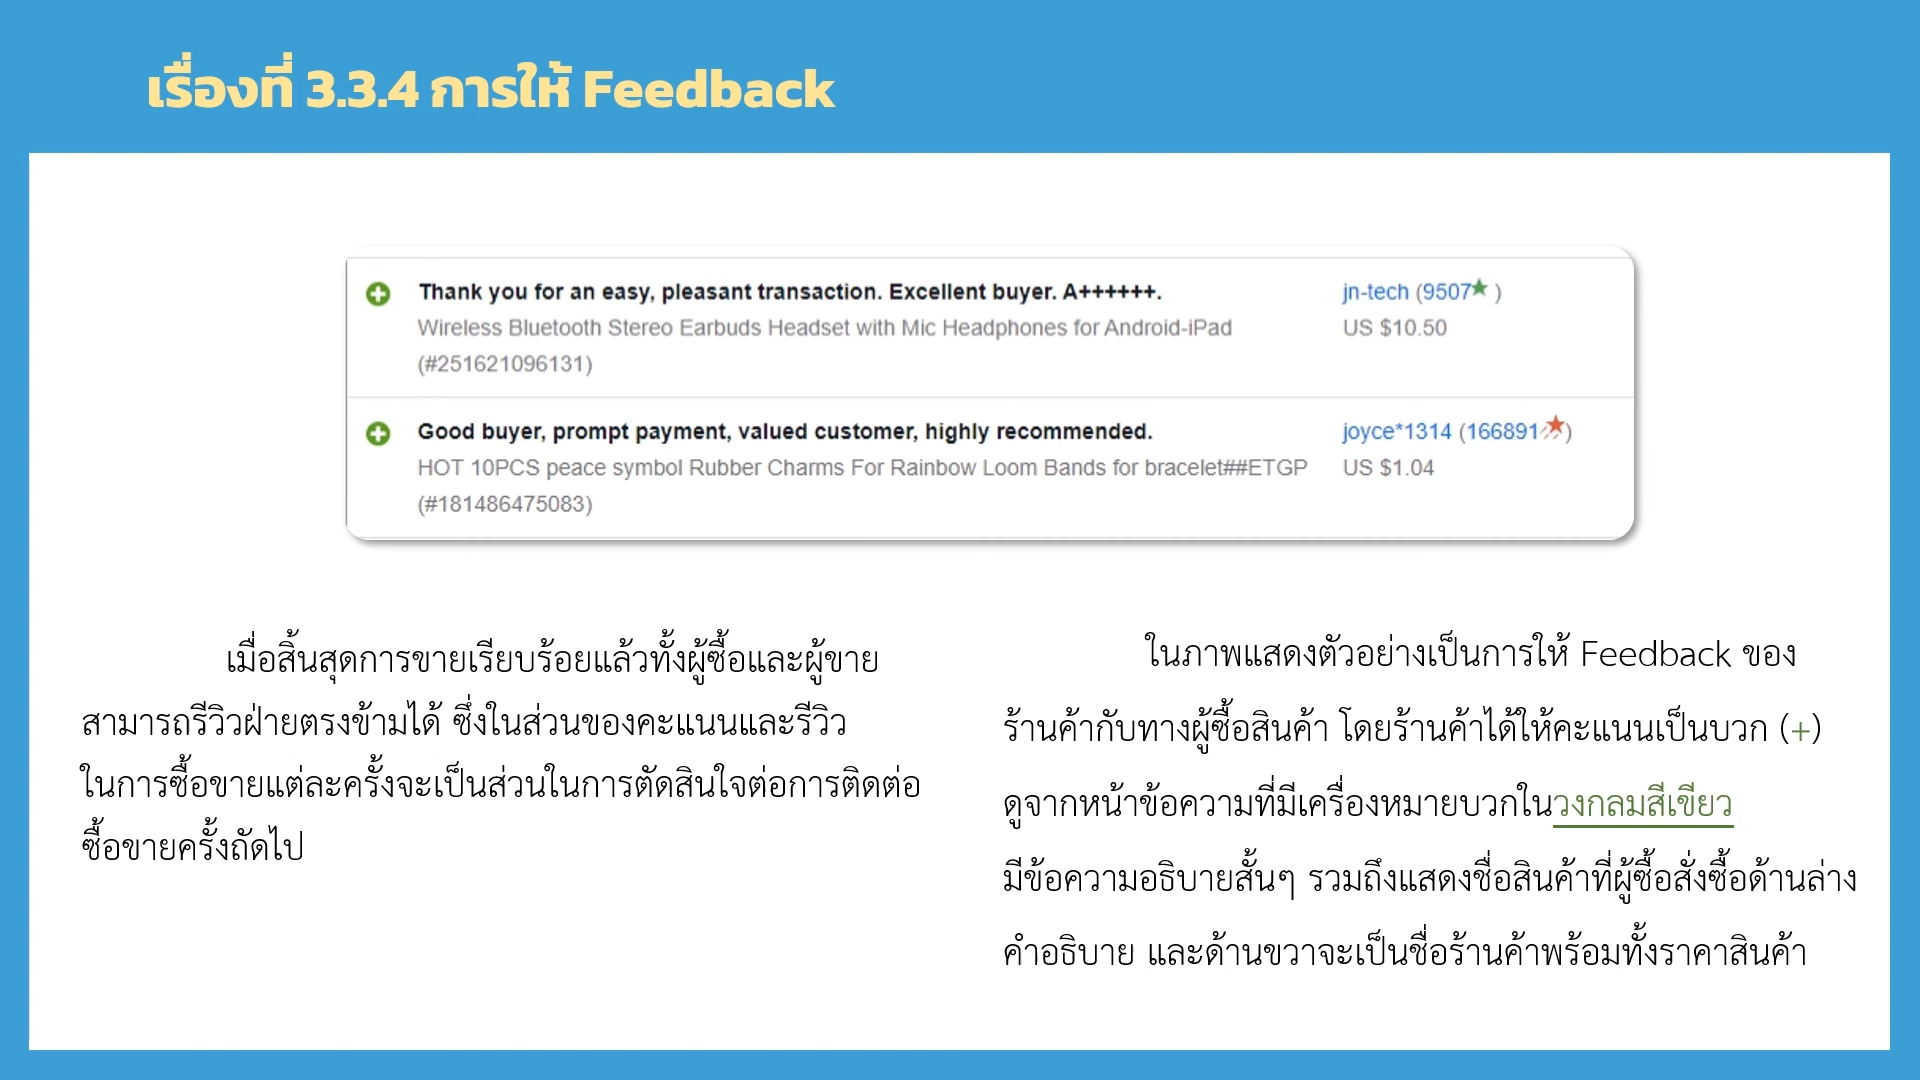 เรื่องที่ 3.3.4 การให้ Feedback
Thank you for an easy, pleasant transaction. Excellent buyer. A++++++.
jn-tech (9507 )
Wireless Bluetooth Stereo Earbuds Headset with Mic Headphones for Android-iPad
US $10.50
(#251621096131)
Good buyer, prompt payment, valued customer, highly recommended.
joyce*1314 (166891 )
HOT 10PCS peace symbol Rubber Charms For Rainbow Loom Bands for bracelet##ETGP
US $1.04
(#181486475083)
เมื่อสิ้นสุดการขายเรียบร้อยแล้วทั้งผู้ซื้อและผู้ขาย
สามารถรีวิวฝ่ายตรงข้ามได้ ซึ่งในส่วนของคะแนนและรีวิว
ในการซื้อขายแต่ละครั้งจะเป็นส่วนในการตัดสินใจต่อการติดต่อ
ซื้อขายครั้งถัดไป
ในภาพแสดงตัวอย่างเป็นการให้ Feedback ของ
ร้านค้ากับทางผู้ซื้อสินค้า โดยร้านค้าได้ให้คะแนนเป็นบวก (+)
ดูจากหน้าข้อความที่มีเครื่องหมายบวกในวงกลมสีเขียว
มีข้อความอธิบายสั้นๆ รวมถึงแสดงชื่อสินค้าที่ผู้ซื้อสั่งซื้อด้านล่าง
คำอธิบาย และด้านขวาจะเป็นชื่อร้านค้าพร้อมทั้งราคาสินค้า